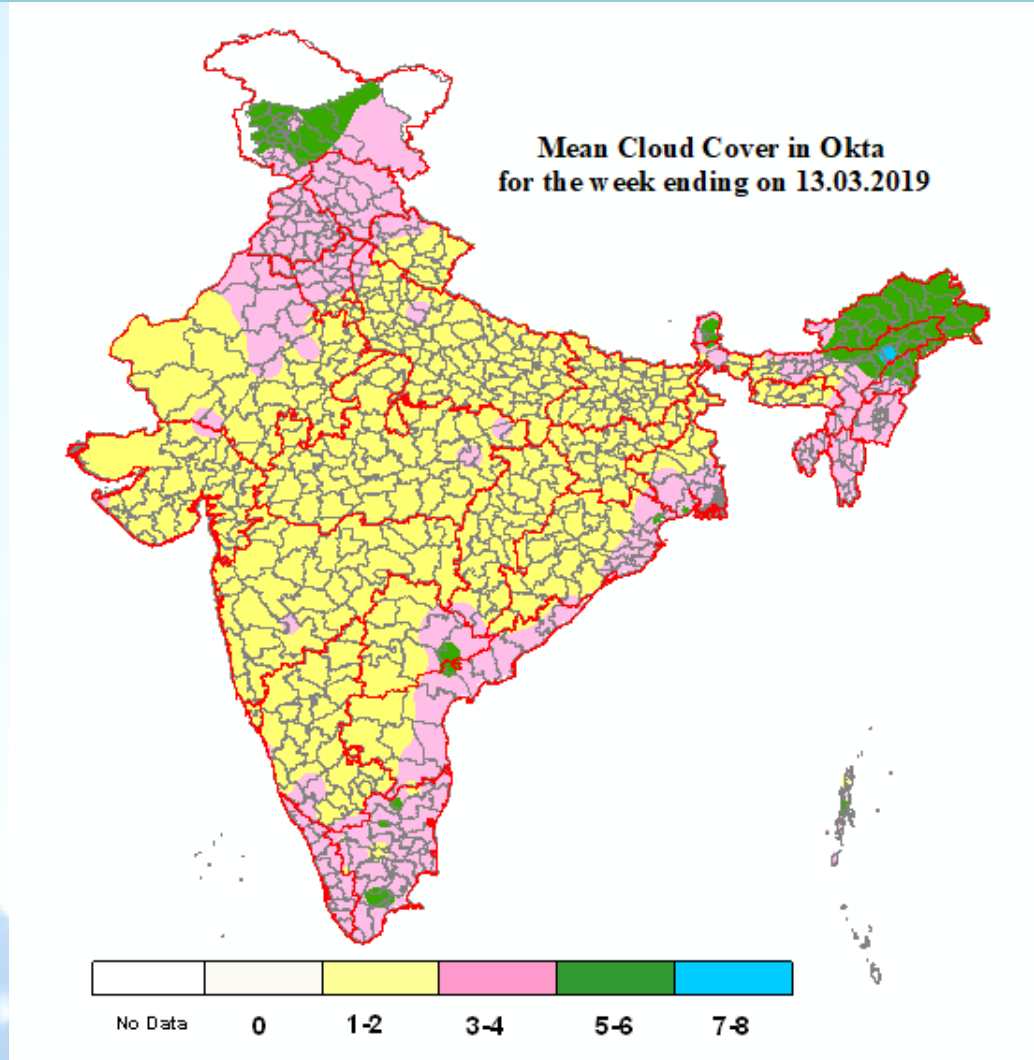 Mean Cloud Cover in Okta
for the week ending on 13.03.2019
No Data 0 1-2 3-4 5-6 7-8